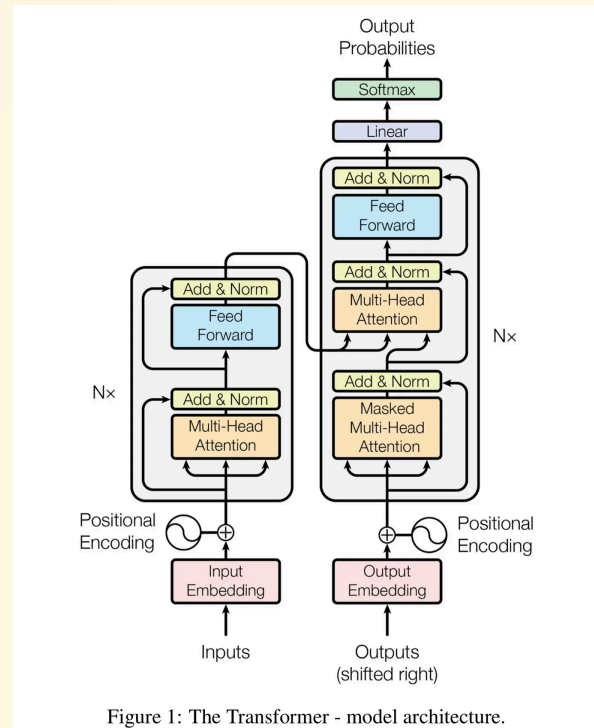 Output
Probabilities
Softmax
Linear
Add & Norm
Feed
Forward
Add & Norm
Multi-Head
Attention
Add & Norm
Masked
Multi-Head
Attention
N×
Add & Norm
Feed
Forward
N×
Add & Norm
Multi-Head
Attention
Positional
Encoding
Positional
Encoding
Input
Embedding
Output
Embedding
Inputs
Outputs
(shifted right)
Figure 1: The Transformer - model architecture.